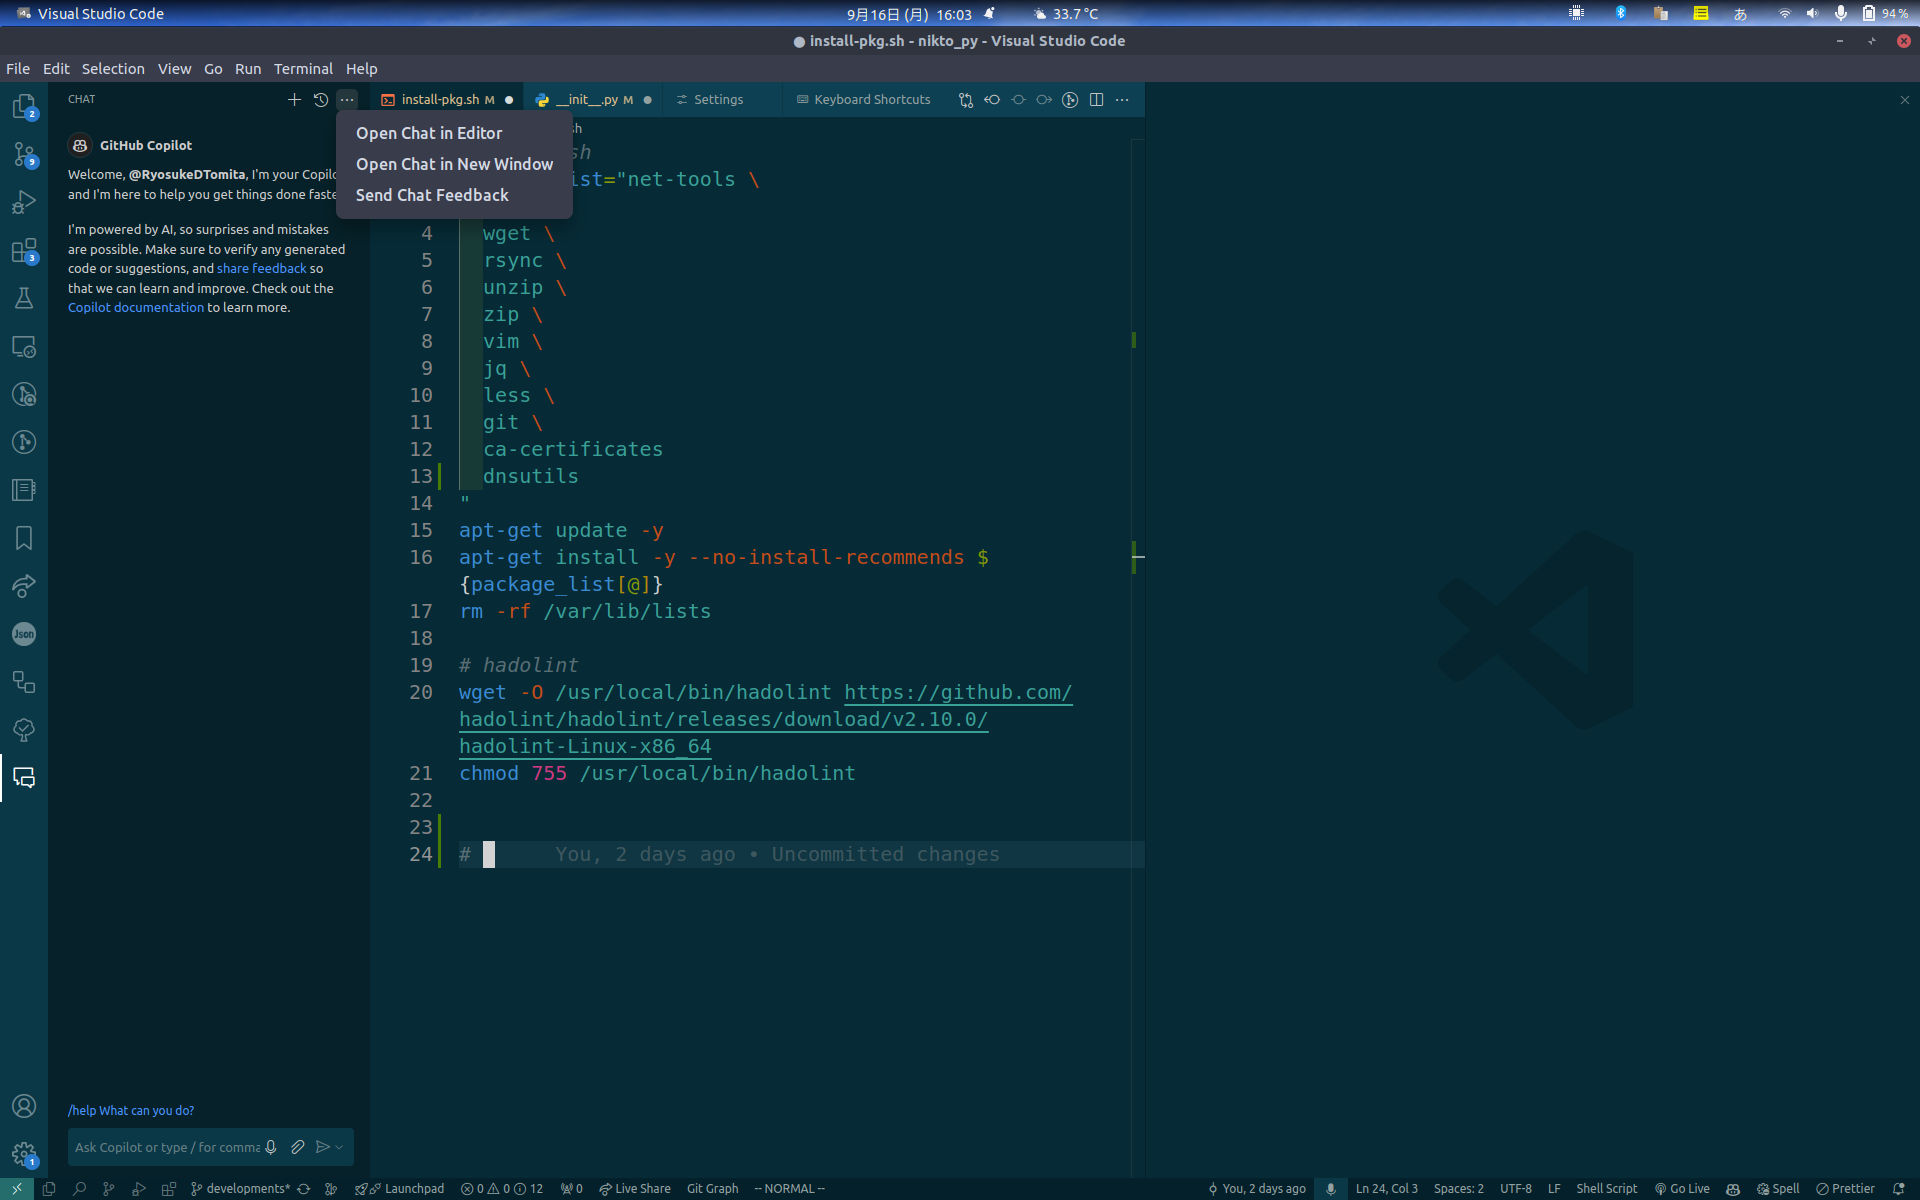 Visual Studio Code
9月16日 (月) 16:03
33.7 °C
あ
94 %
install-pkg.sh - nikto_py - Visual Studio Code
File Edit Selection View Go Run Terminal Help
CHAT
install-pkg.sh M
__init__.py M
Settings
Keyboard Shortcuts
Open Chat in Editor
Open Chat in New Window
Send Chat Feedback
GitHub Copilot
Welcome, @RyosukeDTomita, I'm your Copilo
and I'm here to help you get things done faste
I'm powered by AI, so surprises and mistakes
are possible. Make sure to verify any generated
code or suggestions, and share feedback so
that we can learn and improve. Check out the
Copilot documentation to learn more.
sh
sh
ist="net-tools \
4 wget \
5 rsync \
6 unzip \
7 zip \
8 vim \
9 jq \
10 less \
11 git \
12 ca-certificates
13 dnsutils
14 "
15 apt-get update -y
16 apt-get install -y --no-install-recommends $
{package_list[@]}
17 rm -rf /var/lib/lists
18
19 # hadolint
20 wget -O /usr/local/bin/hadolint https://github.com/
hadolint/hadolint/releases/download/v2.10.0/
hadolint-Linux-x86_64
21 chmod 755 /usr/local/bin/hadolint
22
23
24 # You, 2 days ago • Uncommitted changes
2
9
3
Json
1
/help What can you do?
Ask Copilot or type / for comma
developments*
Launchpad
0 0 12
0
Live Share
Git Graph
-- NORMAL --
You, 2 days ago
Ln 24, Col 3
Spaces: 2
UTF-8
LF
Shell Script
Go Live
Spell
Prettier